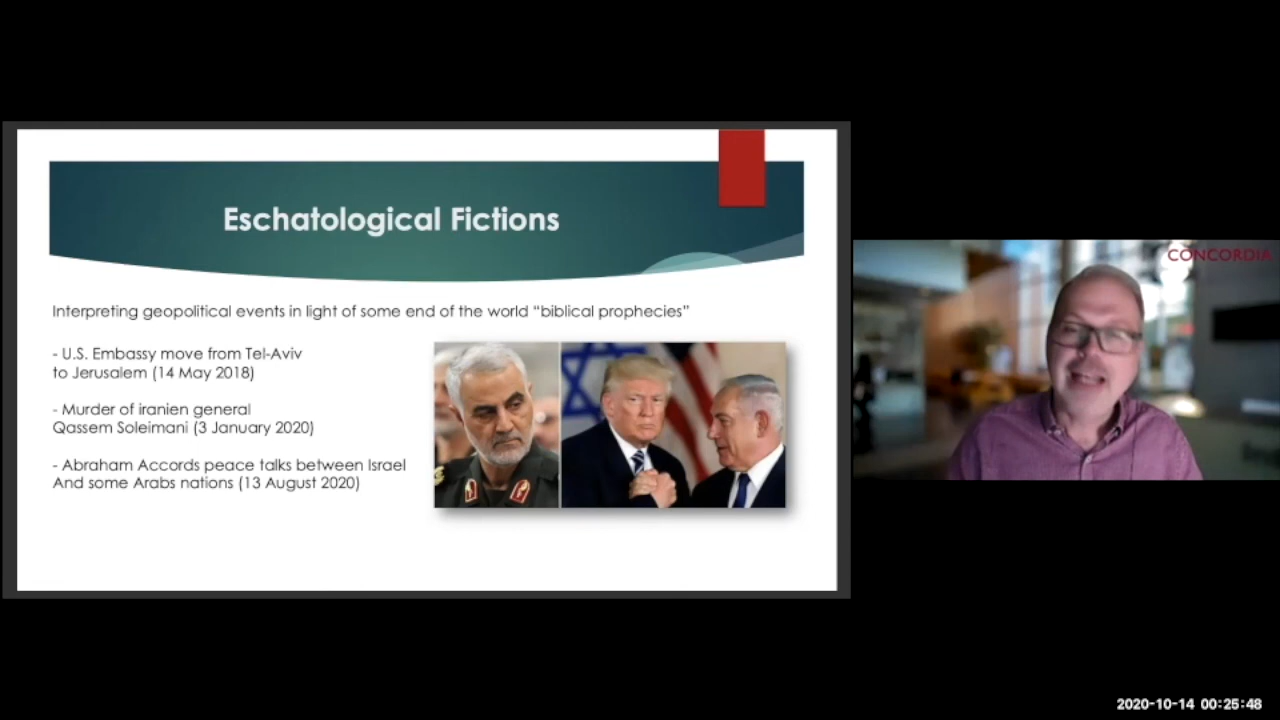 Eschatological Fictions
Interpreting geopolitical events in light of some end of the world “biblical prophecies”
- U.S. Embassy move from Tel-Aviv
to Jerusalem (14 May 2018)
- Murder of iranien general
Qassem Soleimani (3 January 2020)
- Abraham Accords peace talks between Israel
And some Arabs nations (13 August 2020)
CONCORDIA
2020-10-14 00:25:48